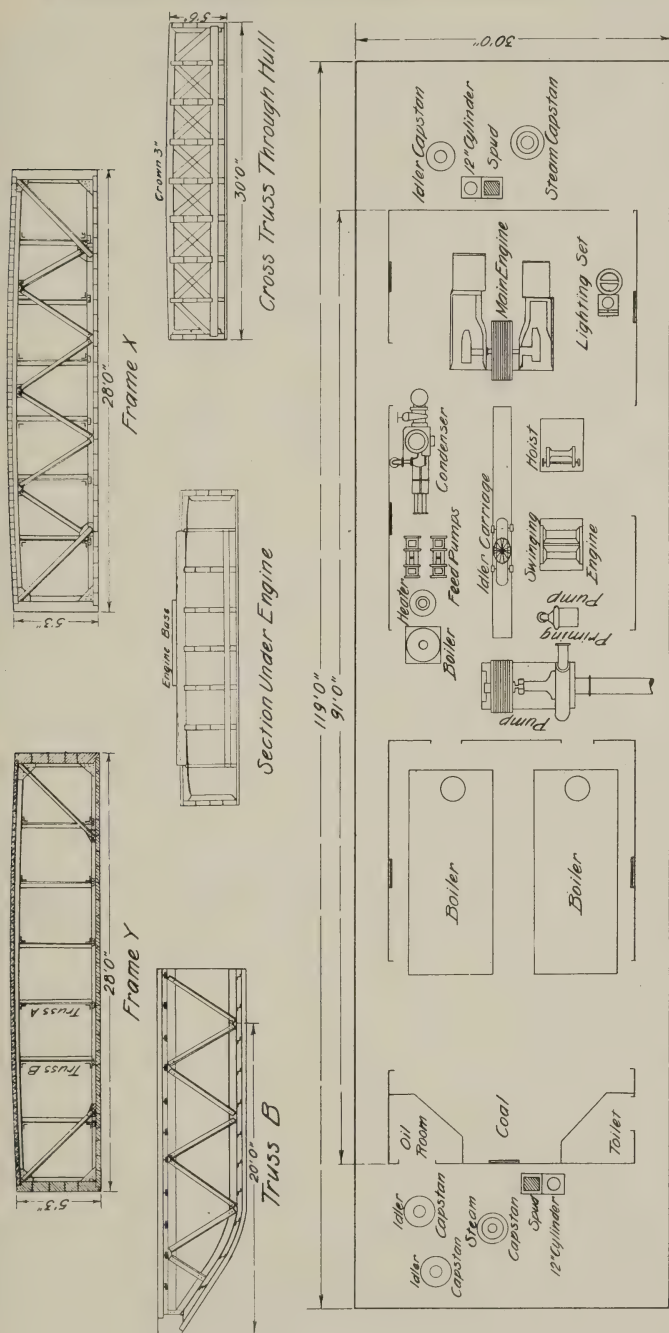 5'3"
28'0"
Frame X
5'6"
Crown 3"
30'0"
Cross Truss Through Hull
Engine Base
Section Under Engine
5'3"
Truss B
Truss A
28'0"
Frame Y
20'0"
Truss B
119'0"
91'0"
30'0"
Idler
Capstan
Idler
Capstan
Steam
Capstan
Spud
12"Cylinder
Oil
Room
Coal
Toilet
Boiler
Boiler
Pump
Priming
Pump
Boiler
Heater
Feed Pumps
Condenser
Idler Carriage
Swinging
Engine
Hoist
Main Engine
Lighting Set
Idler Capstan
12"Cylinder
Spud
Steam Capstan